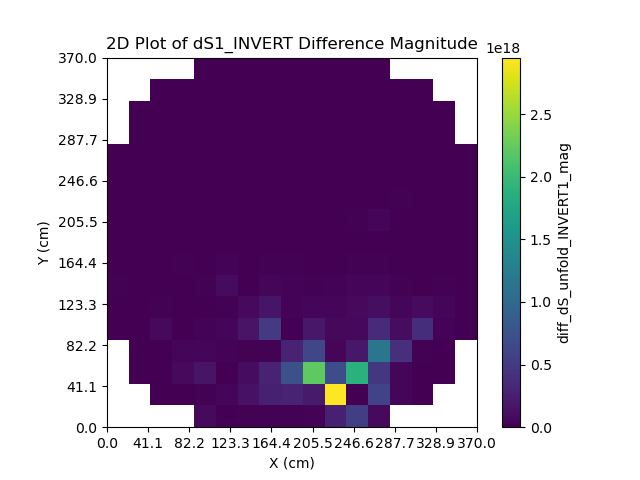 2D Plot of dS1_INVERT Difference Magnitude
1e18
370.0
328.9
287.7
246.6
205.5
164.4
123.3
82.2
41.1
0.0
Y (cm)
0.0 41.1 82.2 123.3 164.4 205.5 246.6 287.7 328.9 370.0
X (cm)
2.5
2.0
1.5
1.0
0.5
0.0
diff_dS_unfold_INVERT1_mag